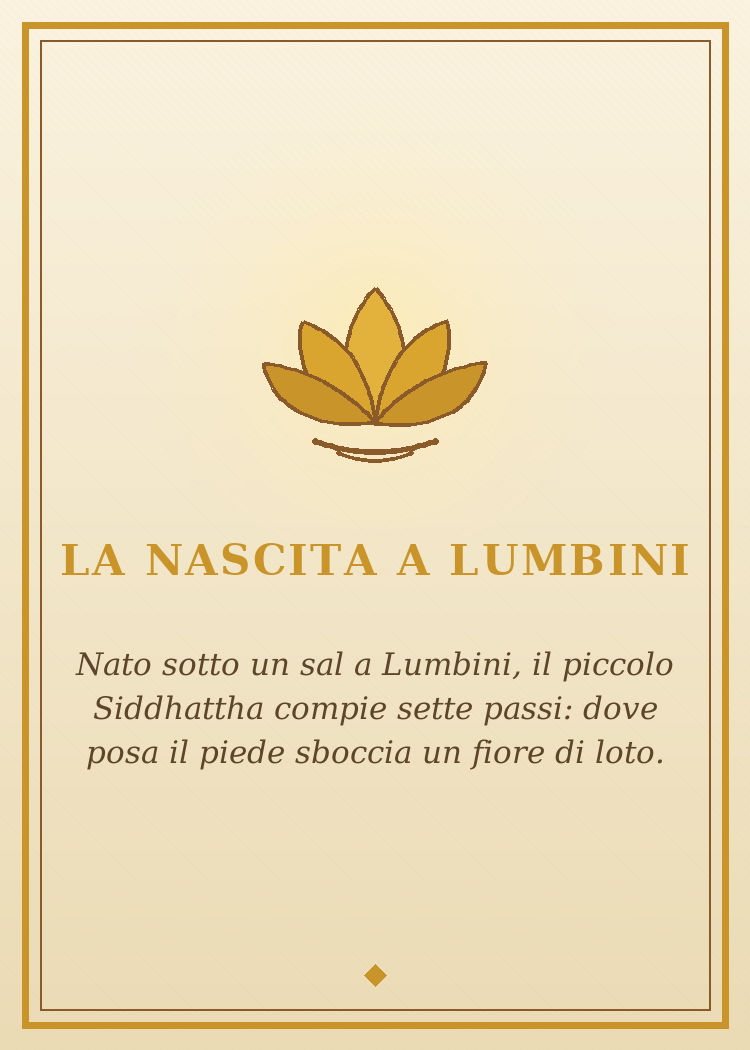 LA NASCITA A LUMBINI
Nato sotto un sal a Lumbini, il piccolo
Siddhattha compie sette passi: dove
posa il piede sboccia un fiore di loto.